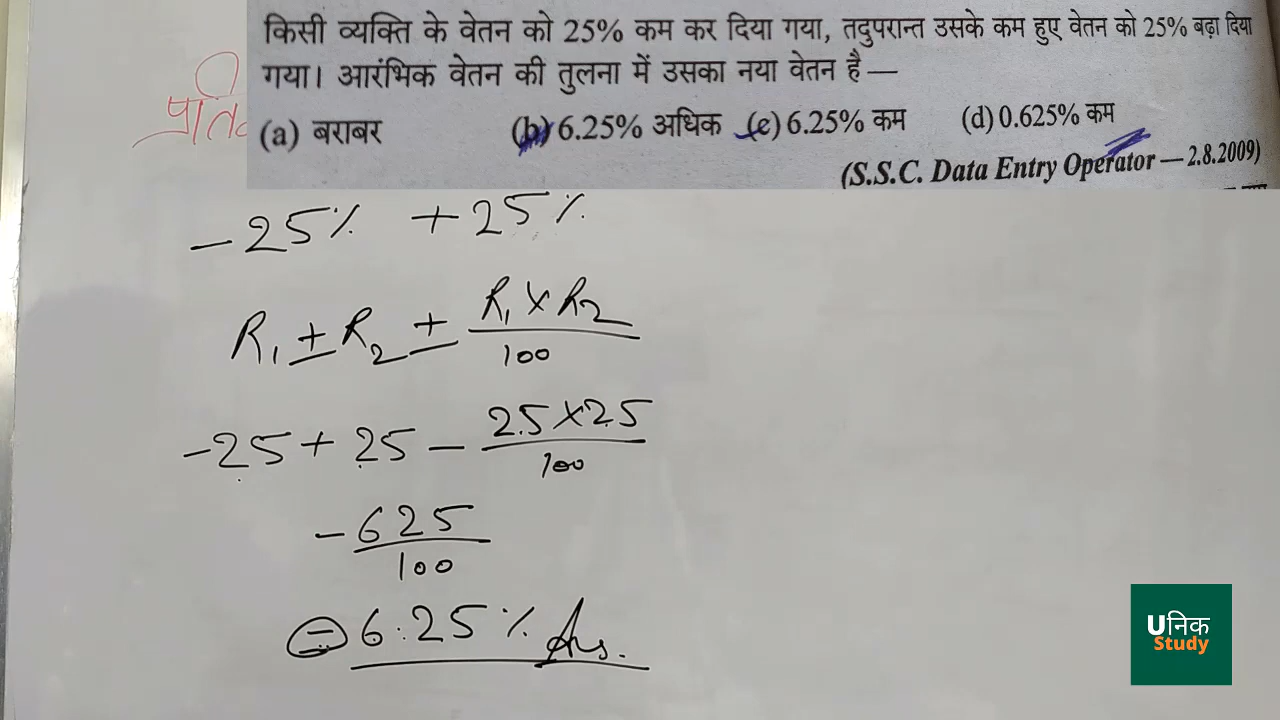 किसी व्यक्ति के वेतन को 25% कम कर दिया गया, तदुपरान्त उसके कम हुए वेतन को 25% बढ़ा दिया
गया। आरंभिक वेतन की तुलना में उसका नया वेतन है —
(a) बराबर (b) 6.25% अधिक (c) 6.25% कम (d) 0.625% कम
(S.S.C. Data Entry Operator — 2.8.2009)
-25% +25%
R₁ ± R₂ ± R₁ × R₂ / 100
-25 + 25 - 25 × 25 / 100
-625 / 100
- 6.25% Ans.
Uनिक
Study